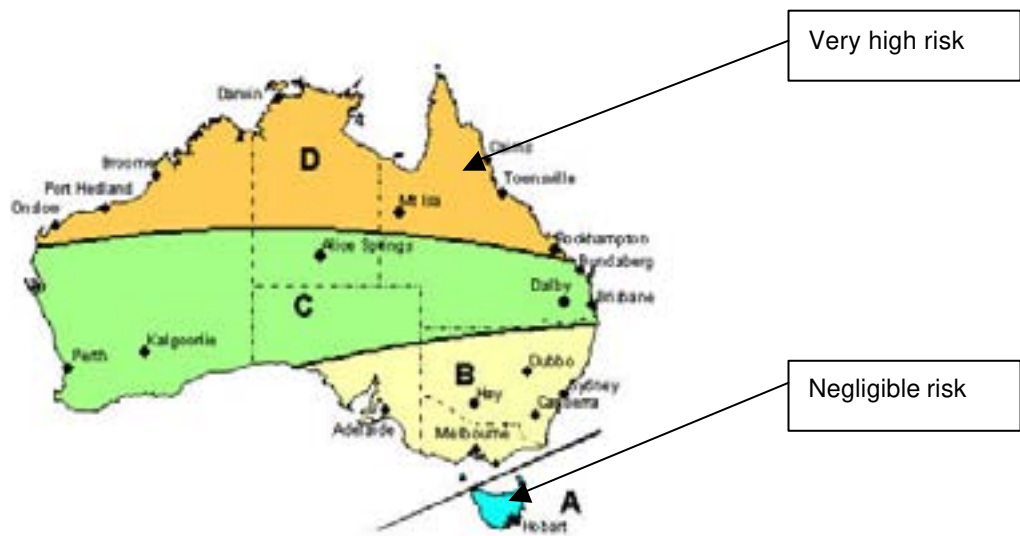 Very high risk
Darwin
D
Broome
Port Hedland
Townsville
Onslow
Mt Isa
Rockhampton
Alice Springs
Bundaberg
Dalby
Brisbane
C
Kalgoorlie
Perth
Dubbo
B
Sydney
Hay
Canberra
Adelaide
Melbourne
Negligible risk
A
Hobart